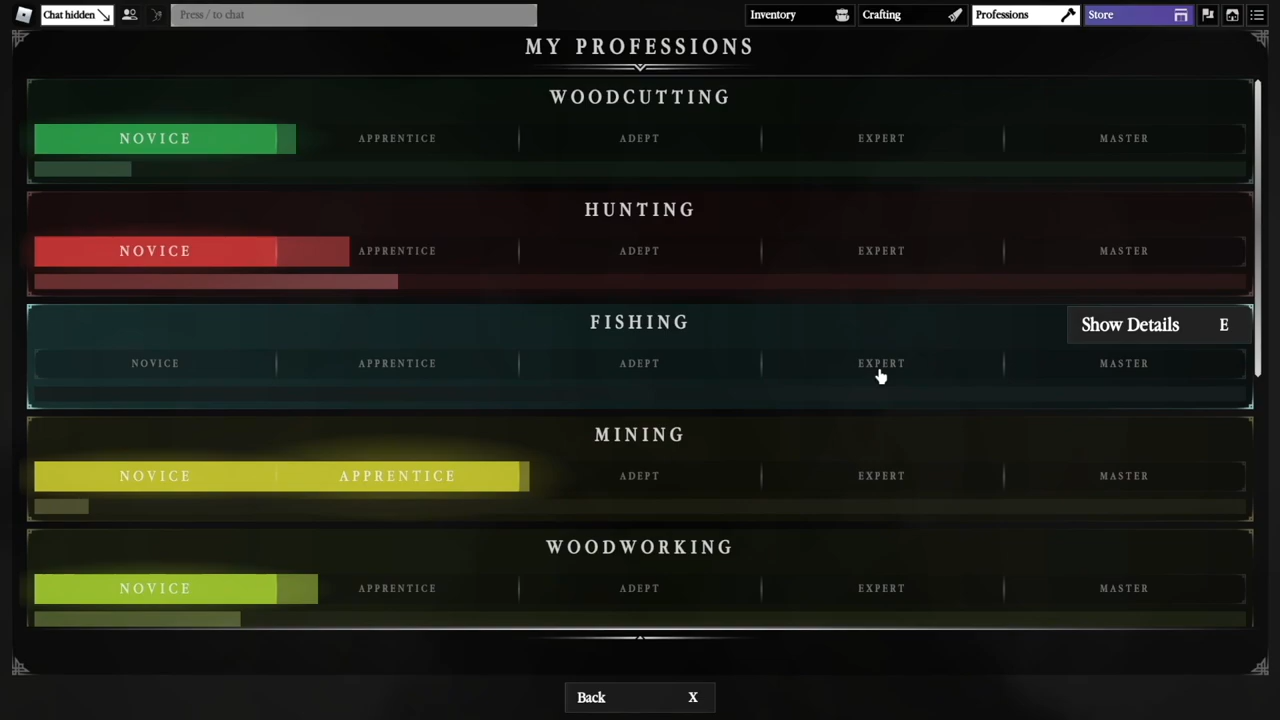 Chat hidden Press / to chat Inventory Crafting Professions Store
MY PROFESSIONS
WOODCUTTING
NOVICE APPRENTICE ADEPT EXPERT MASTER
HUNTING
NOVICE APPRENTICE ADEPT EXPERT MASTER
FISHING
Show Details E
NOVICE APPRENTICE ADEPT EXPERT MASTER
MINING
NOVICE APPRENTICE ADEPT EXPERT MASTER
WOODWORKING
NOVICE APPRENTICE ADEPT EXPERT MASTER
Back X